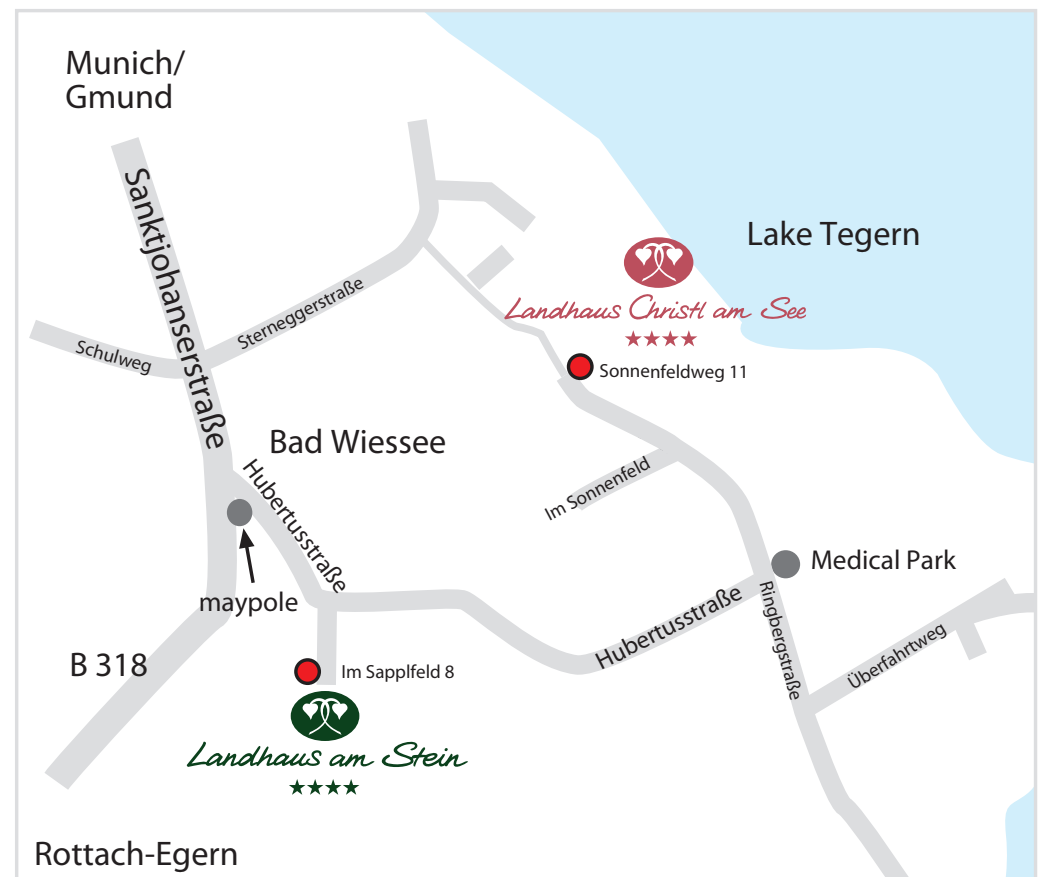 Munich/
Gmund
Sanktjohanserstraße
Lake Tegern
Landhaus Christl am See
★★★★
Sterneggerstraße
Schulweg
Sonnenfeldweg 11
Bad Wiessee
Hubertusstraße
Im Sonnenfeld
Medical Park
maypole
Hubertusstraße
Ringbergstraße
Überfahrtweg
B 318
Im Sapplfeld 8
Landhaus am Stein
★★★★
Rottach-Egern